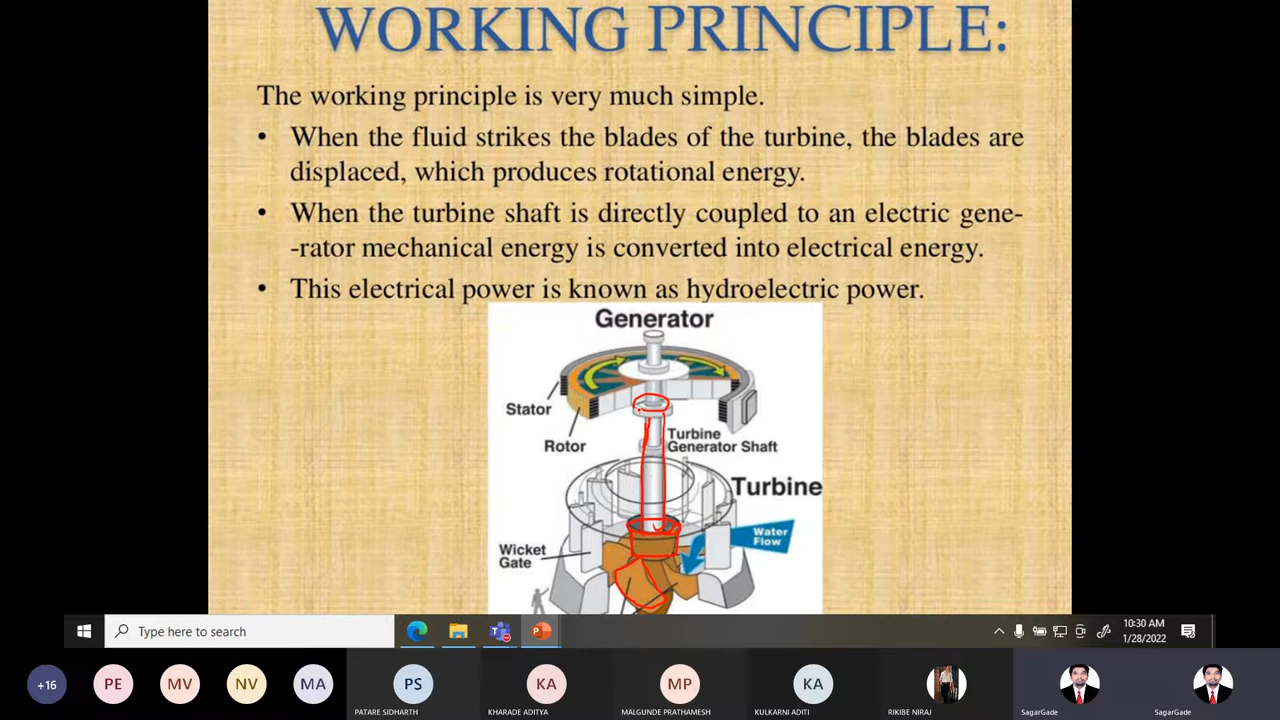 WORKING PRINCIPLE:
The working principle is very much simple.
• When the fluid strikes the blades of the turbine, the blades are
displaced, which produces rotational energy.
• When the turbine shaft is directly coupled to an electric gene-
-rator mechanical energy is converted into electrical energy.
• This electrical power is known as hydroelectric power.
Generator
Stator
Rotor
Turbine
Generator Shaft
Turbine
Water
Flow
Wicket
Gate
Type here to search
10:30 AM
1/28/2022
+16
PE
MV
NV
MA
PS
KA
MP
KA
PATARE SIDHARTH
KHARADE ADITYA
MALGUNDE PRATHAMESH
KULKARNI ADITI
RIKIBE NIRAJ
SagarGade
SagarGade